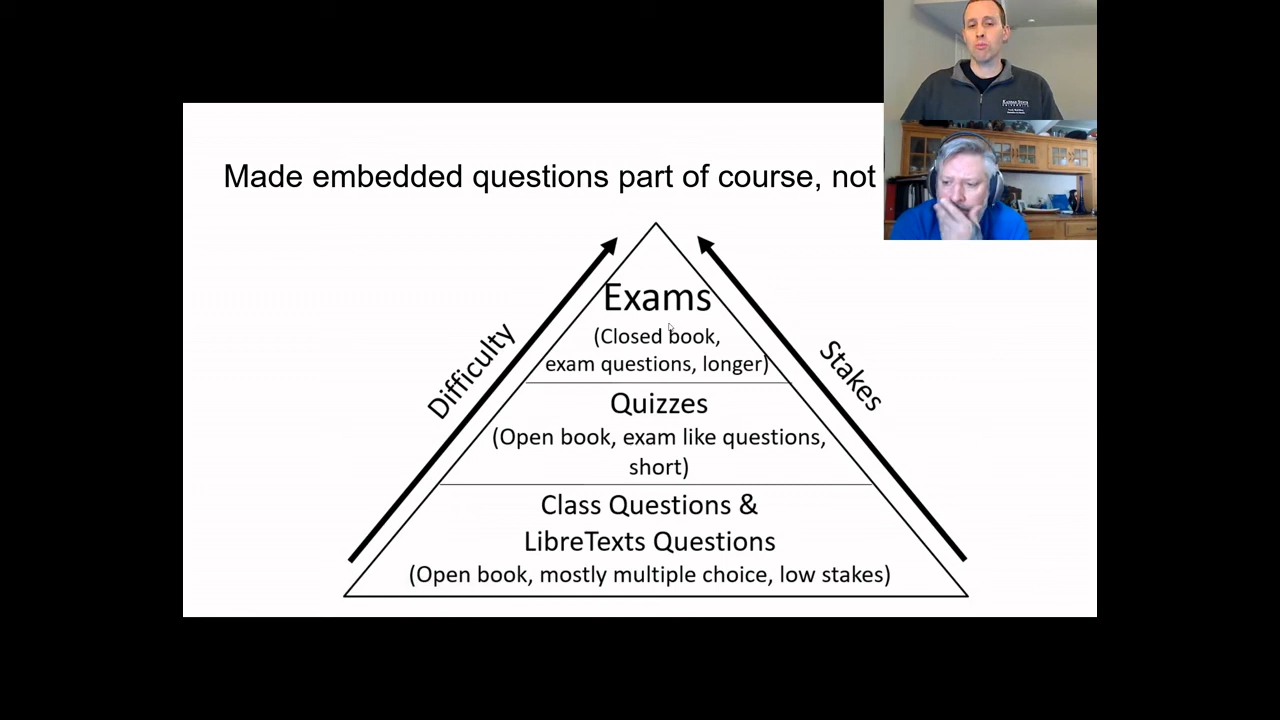 Made embedded questions part of course, not
Difficulty
Stakes
Exams
(Closed book,
exam questions, longer)
Quizzes
(Open book, exam like questions,
short)
Class Questions &
LibreTexts Questions
(Open book, mostly multiple choice, low stakes)